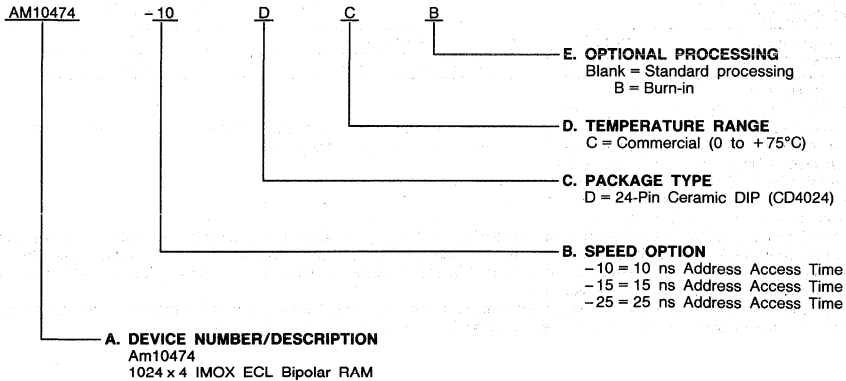 AM10474 -10 D C B
E. OPTIONAL PROCESSING
Blank = Standard processing
B = Burn-in
D. TEMPERATURE RANGE
C = Commercial (0 to +75°C)
C. PACKAGE TYPE
D = 24-Pin Ceramic DIP (CD4024)
B. SPEED OPTION
-10 = 10 ns Address Access Time
-15 = 15 ns Address Access Time
-25 = 25 ns Address Access Time
A. DEVICE NUMBER/DESCRIPTION
Am10474
1024 x 4 IMOX ECL Bipolar RAM